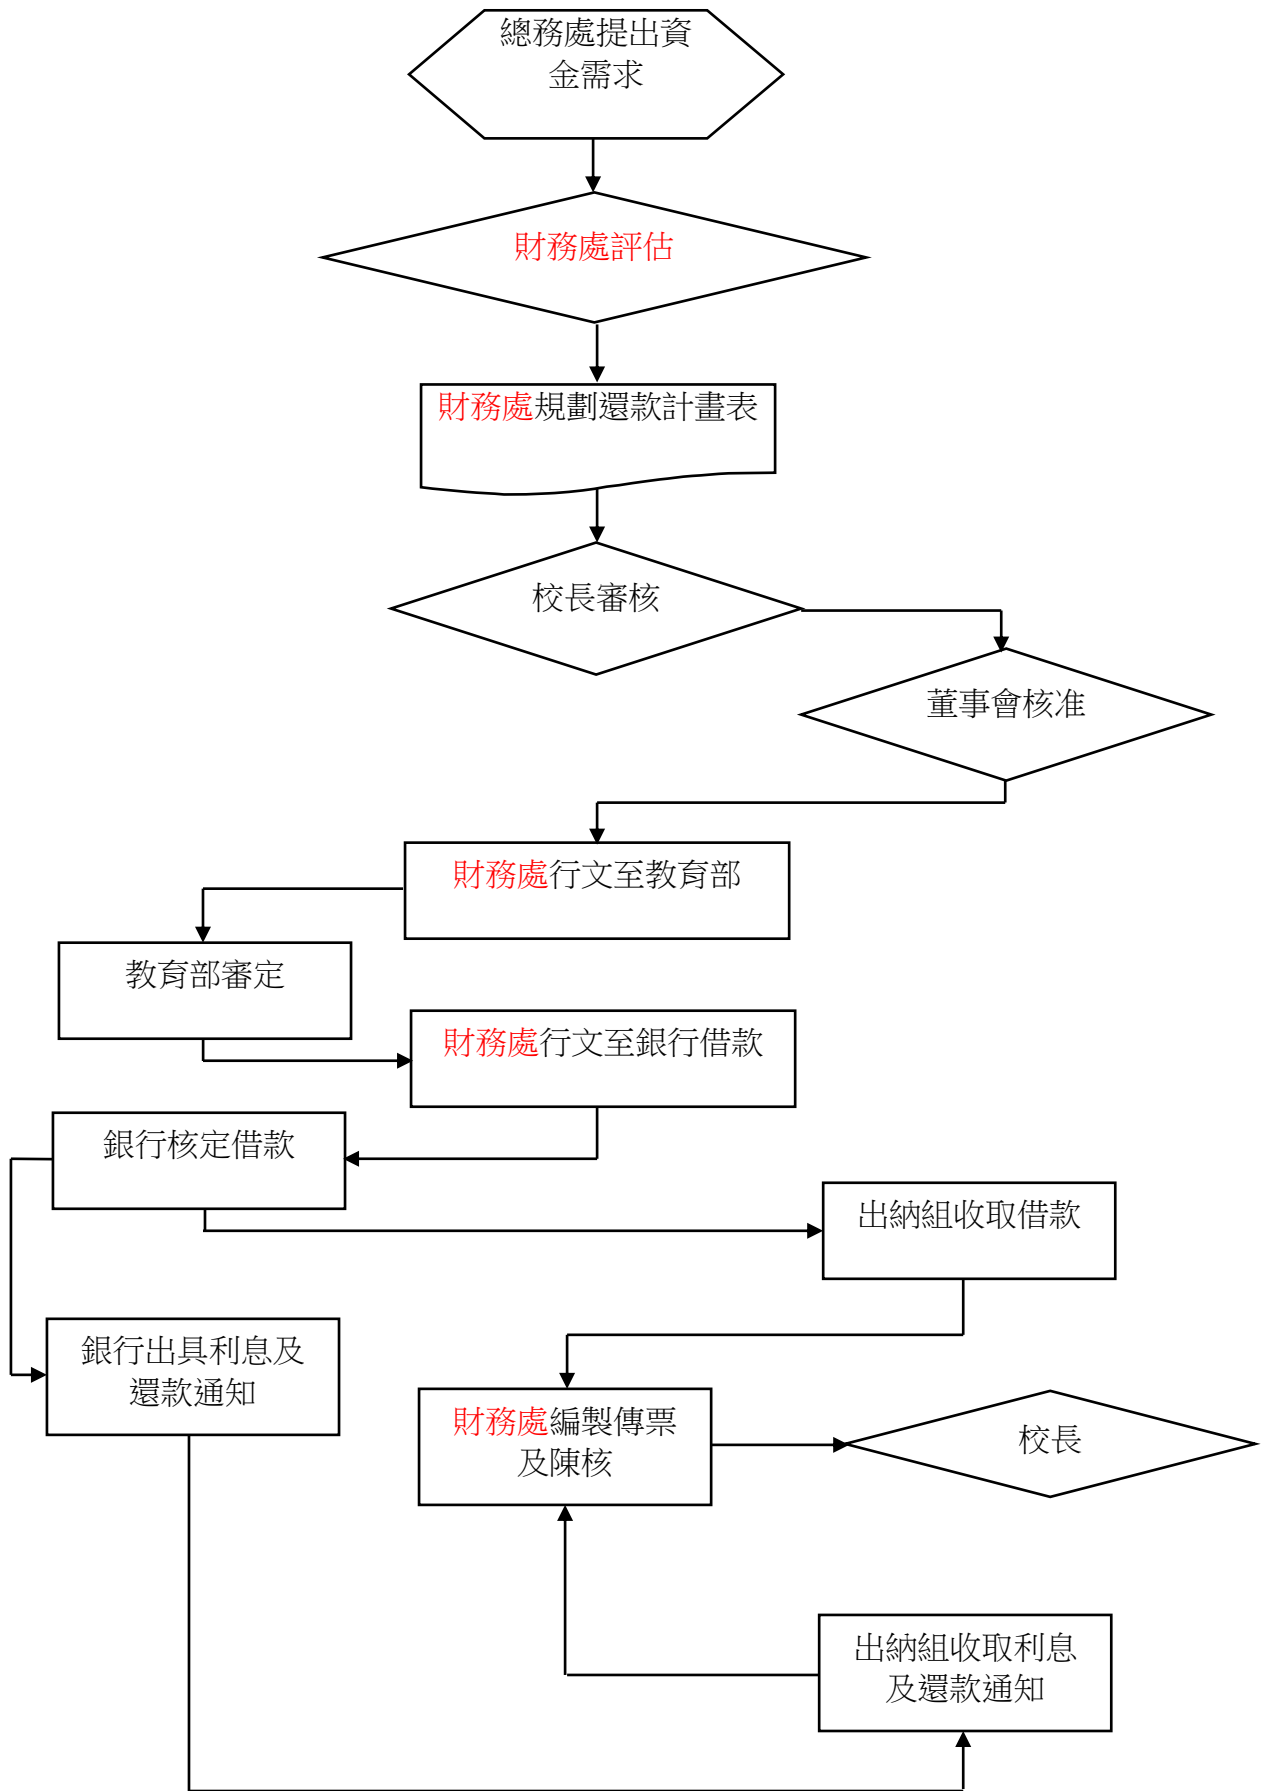 總務處提出資
金需求
財務處評估
財務處規劃還款計畫表
校長審核
董事會核准
財務處行文至教育部
教育部審定
財務處行文至銀行借款
銀行核定借款
出納組收取借款
銀行出具利息及
還款通知
財務處編製傳票
及陳核
校長
出納組收取利息
及還款通知